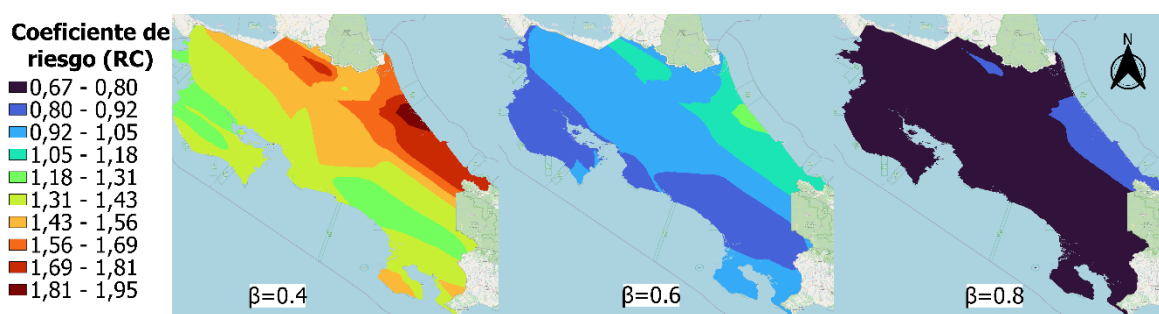 Coeficiente de
riesgo (RC)
0,67 - 0,80
0,80 - 0,92
0,92 - 1,05
1,05 - 1,18
1,18 - 1,31
1,31 - 1,43
1,43 - 1,56
1,56 - 1,69
1,69 - 1,81
1,81 - 1,95
β=0.4
β=0.6
β=0.8
N